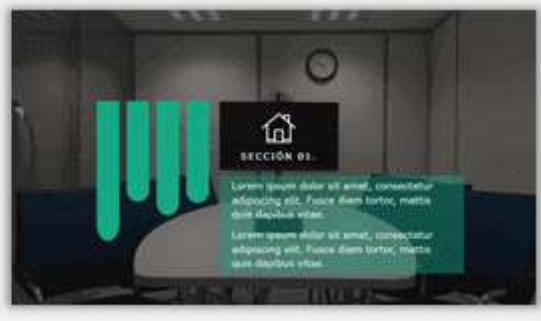 SECCIÓN 01.
Lorem ipsum dolor sit amet, consectetur
adipiscing elit. Fusce diam tortor, mattis
quis dapibus vitae.
Lorem ipsum dolor sit amet, consectetur
adipiscing elit. Fusce diam tortor, mattis
quis dapibus vitae.